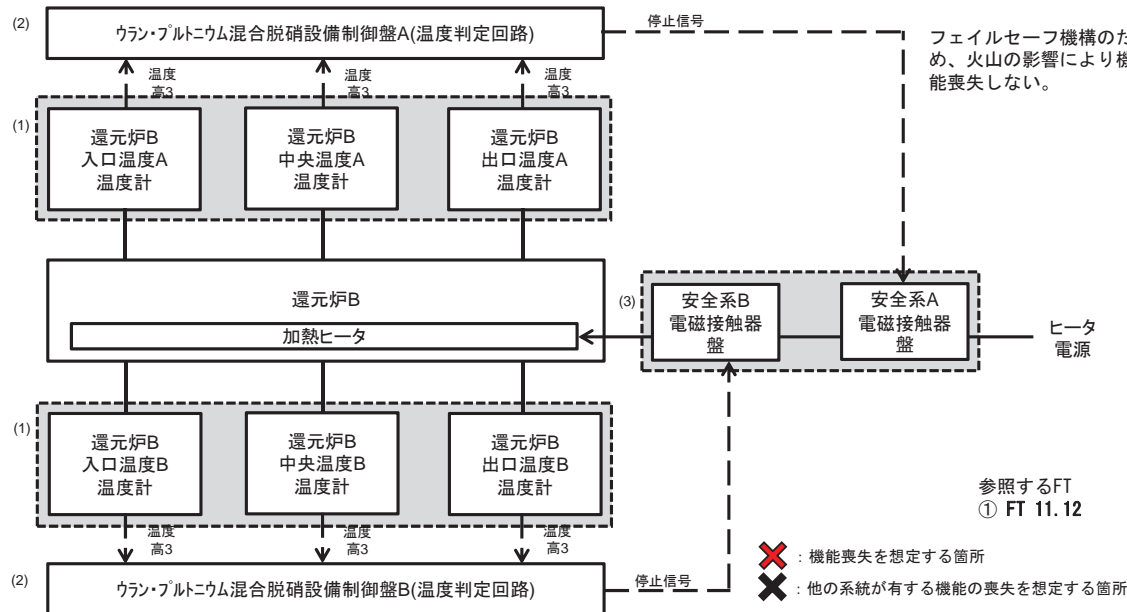 (2)
ウラン・プルトニウム混合脱硝設備制御盤A(温度判定回路)
停止信号
フェイルセーフ機構のた
め、火山の影響により機
能喪失しない。
温度
高3
温度
高3
温度
高3
(1)
還元炉B
入口温度A
温度計
還元炉B
中央温度A
温度計
還元炉B
出口温度A
温度計
還元炉B
加熱ヒータ
(3)
安全系B
電磁接触器
盤
安全系A
電磁接触器
盤
ヒータ
電源
(1)
還元炉B
入口温度B
温度計
還元炉B
中央温度B
温度計
還元炉B
出口温度B
温度計
温度
高3
温度
高3
温度
高3
(2)
ウラン・プルトニウム混合脱硝設備制御盤B(温度判定回路)
停止信号
参照するFT
① FT 11.12
：機能喪失を想定する箇所
：他の系統が有する機能の喪失を想定する箇所